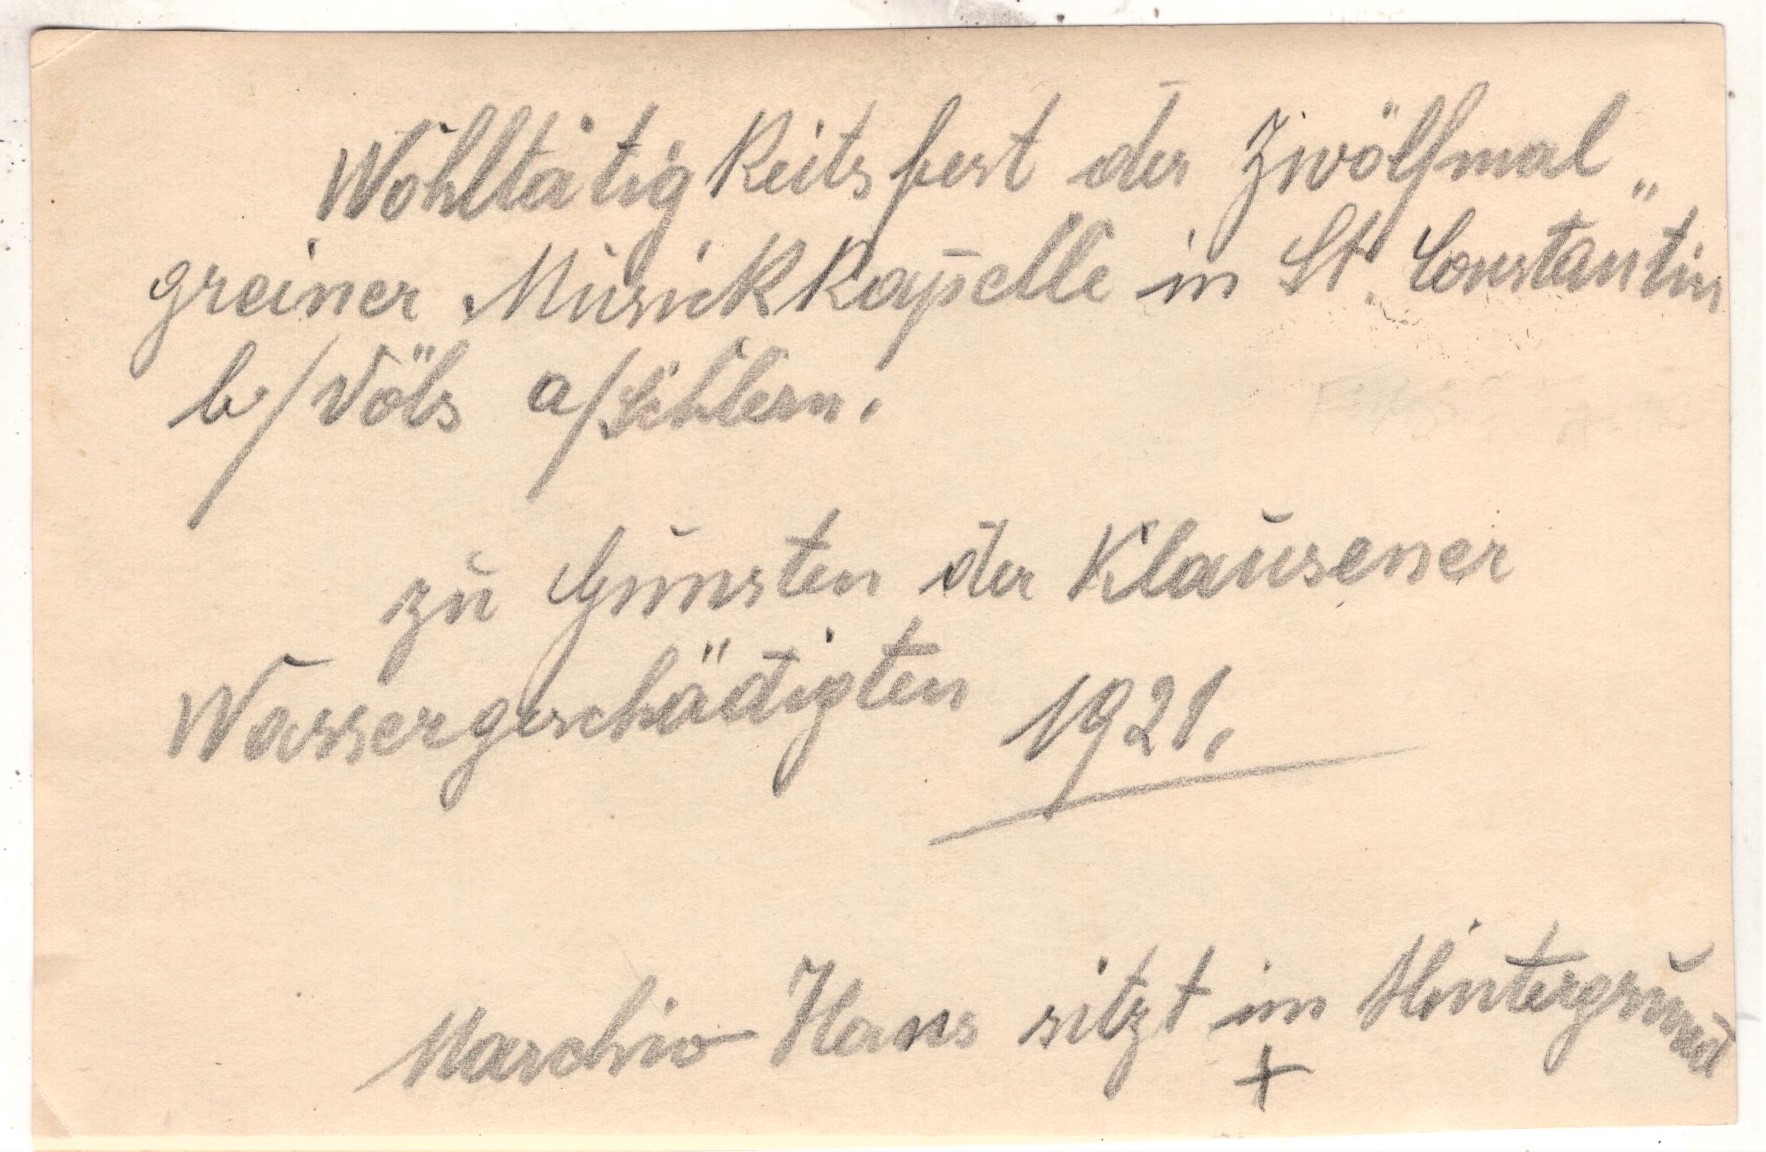 Wohltätigkeitsfest der Zwölfmal„
greiner Musickkapelle in St. Constantin
b/Völs a/Schlern.
zu Gunsten der Klausener
Wassergeschädigten 1921.
Marchio Hans sitzt im Hintergrund
+